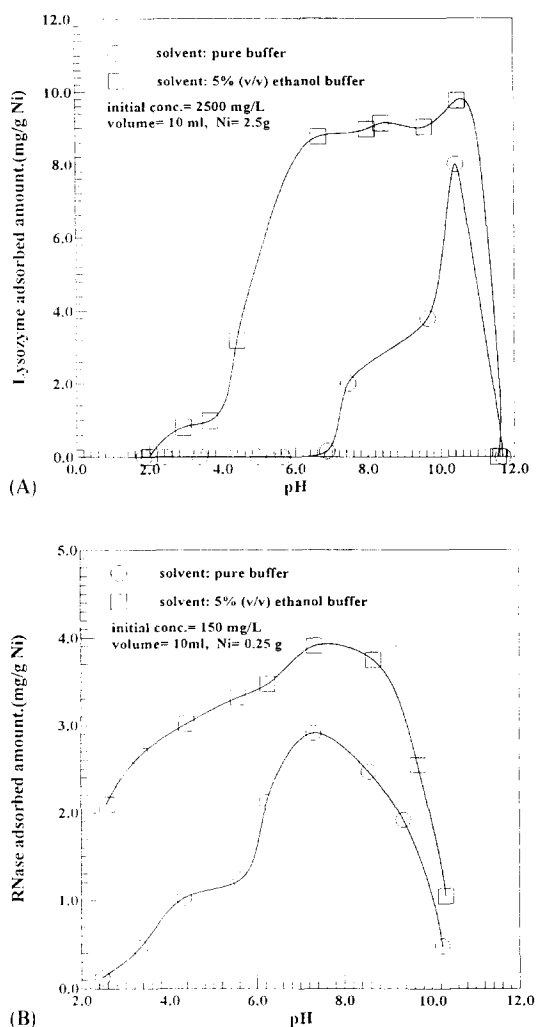 12.0
10.0
8.0
6.0
4.0
2.0
0.0
Lysozyme adsorbed amount.(mg/g Ni)
solvent: pure buffer
solvent: 5% (v/v) ethanol buffer
initial conc.= 2500 mg/L
volume= 10 ml, Ni= 2.5g
0.0 2.0 4.0 6.0 8.0 10.0 12.0
pH
(A)
5.0
4.0
3.0
2.0
1.0
0.0
RNase adsorbed amount.(mg/g Ni)
solvent: pure buffer
solvent: 5% (v/v) ethanol buffer
initial conc.= 150 mg/L
volume= 10ml, Ni= 0.25 g
2.0 4.0 6.0 8.0 10.0
pH
(B)